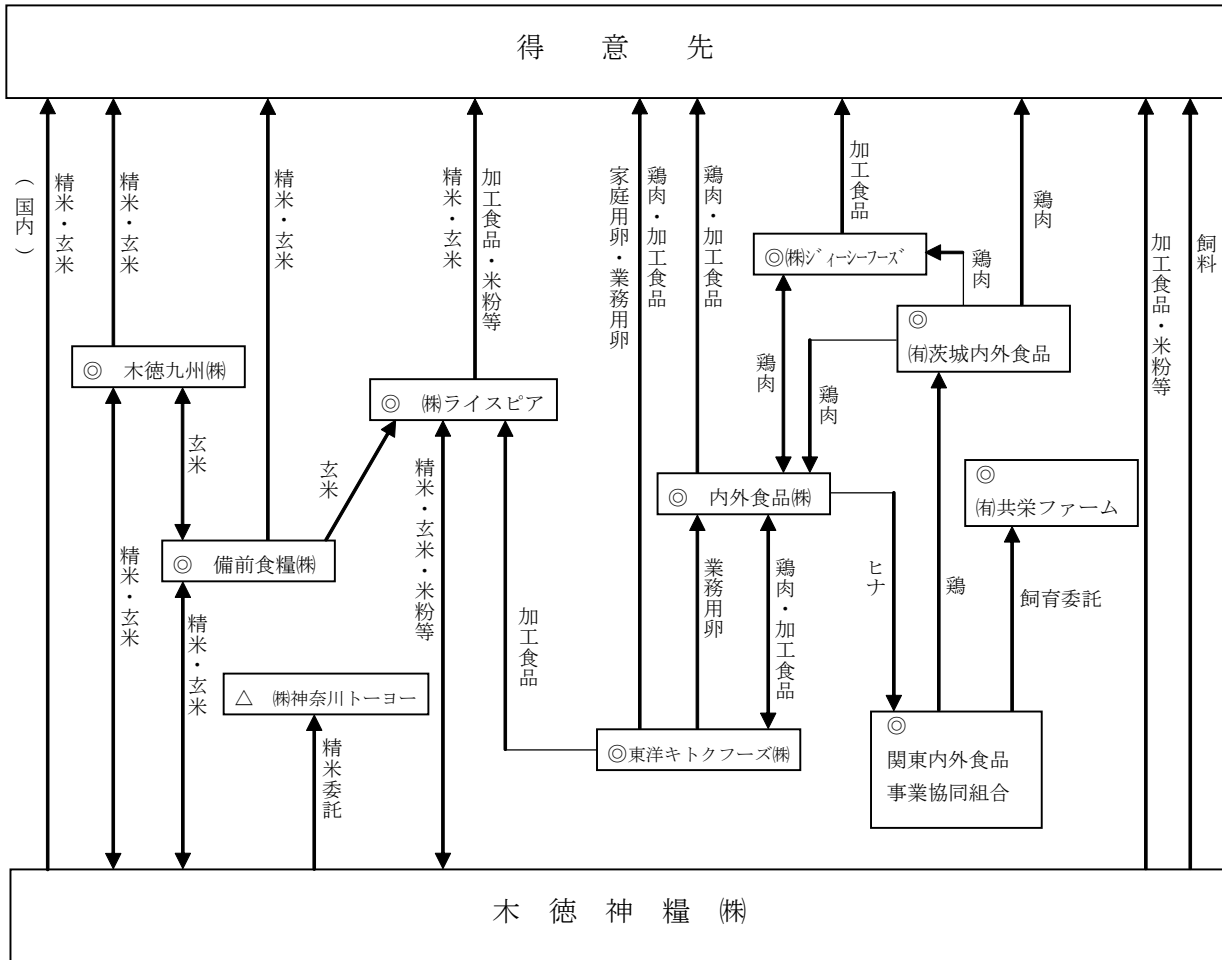 得意先
（国内）
精米・玄米
精米・玄米
精米・玄米
精米・玄米
加工食品・米粉等
家庭用卵・業務用卵
鶏肉・加工食品
鶏肉・加工食品
加工食品
鶏肉
加工食品・米粉等
飼料
◎㈱ｼﾞｨｰｼｰﾌｰｽﾞ
鶏肉
◎
㈲茨城内外食品
◎ 木徳九州㈱
◎ ㈱ライスピア
鶏肉
鶏肉
玄米
玄米
精米・玄米・米粉等
◎ 内外食品㈱
◎
㈲共栄ファーム
◎ 備前食糧㈱
精米・玄米
精米・玄米
加工食品
業務用卵
鶏肉・加工食品
ヒナ
鶏
飼育委託
△ ㈱神奈川トーヨー
精米委託
◎東洋キトクフーズ㈱
◎
関東内外食品
事業協同組合
木徳神糧㈱